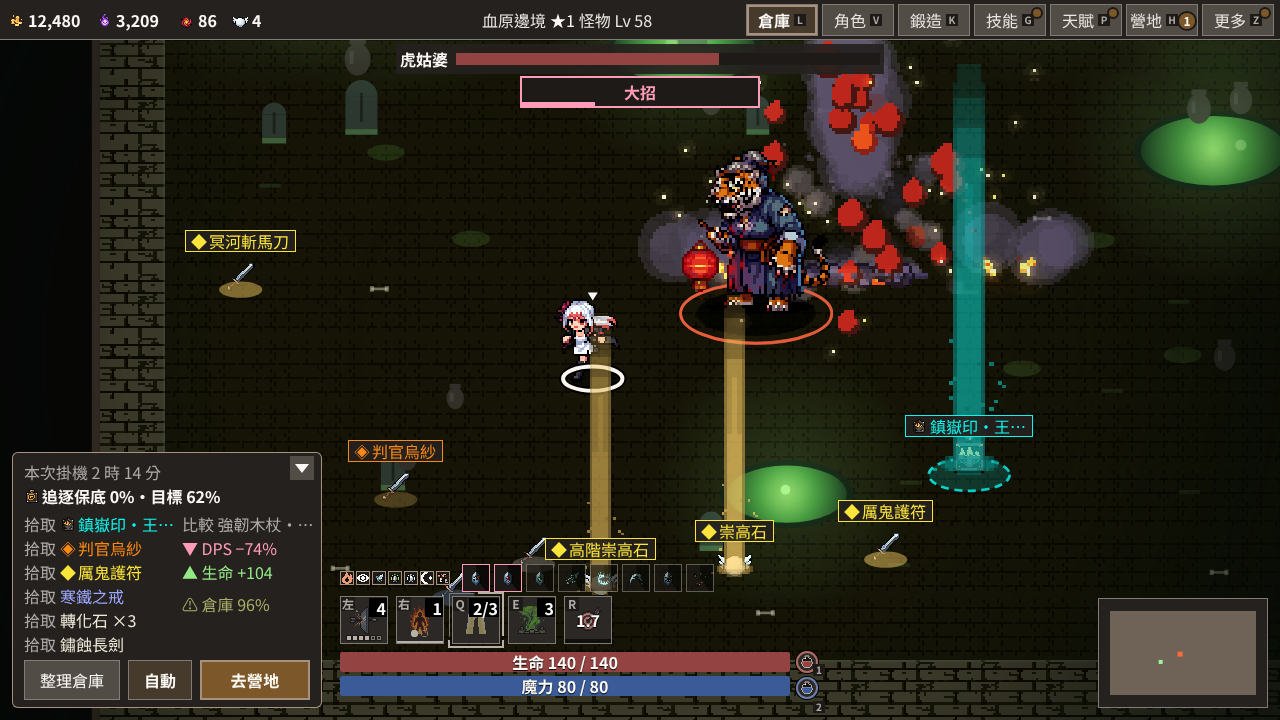 12,480 3,209 86 4
血原邊境 ★1 怪物 Lv 58
倉庫 L 角色 V 鍛造 K 技能 G 天賦 P 營地 H 1 更多 Z
虎姑婆
大招
冥河斬馬刀
鎮嶽印・王…
判官烏紗
厲鬼護符
崇高石
高階崇高石
本次掛機 2 時 14 分
追逐保底 0%・目標 62%
拾取 鎮嶽印・王… 比較 強韌木杖・…
拾取 判官烏紗 ▼ DPS −74%
拾取 厲鬼護符 ▲ 生命 +104
拾取 寒鐵之戒
⚠ 倉庫 96%
拾取 轉化石 ×3
拾取 鏽蝕長劍
整理倉庫 自動 去營地
左 4 右 1 Q 2/3 E 3 R 1.7
生命 140 / 140 1
魔力 80 / 80 2